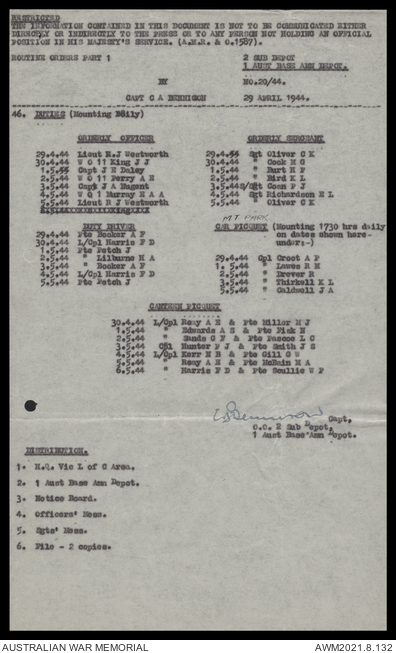 RESTRICTED
THE INFORMATION CONTAINED IN THIS DOCUMENT IS NOT TO BE COMMUNICATED EITHER
DIRECTLY OR INDIRECTLY TO THE PRESS OR TO ANY PERSON NOT HOLDING AN OFFICIAL
POSITION IN HIS MAJESTY'S SERVICE. (A.M.R. & O.1587).
ROUTINE ORDERS PART 1 2 SUB DEPOT
1 AUST BASE AMN DEPOT.
BY NO.20/44.
CAPT C A BENNISON 29 APRIL 1944.
46. DUTIES (Mounting Daily)
ORDERLY OFFICER
29.4.44 Lieut R.J Westworth
30.4.44 W O 11 King J J
1.5.44 Capt J E Daley
2.5.44 W O 1 Perry A E
3.5.44 Capt J A Nugent
4.5.44 W O 1 Murray H A A
5.5.44 Lieut R J Westworth
ORDERLY SERGEANT
29.4.44 Sgt Oliver C K
30.4.44 " Cook H G
1.5.44 " Burt H P
2.5.44 " Bird K L
3.5.44 S/Sgt Coen P J
4.5.44 Sgt Richardson E L
5.5.44 " Oliver C K
DUTY DRIVER
29.4.44 Pte Booker A F
30.4.44 L/Cpl Harris F D
1.5.44 Pte Petch J
2.5.44 " Lilburne H A
3.5.44 " Booker A F
4.5.44 L/Cpl Harris F D
5.5.44 Pte Petch J
M.T PARK
CAR PICQUET (Mounting 1730 hrs daily
on dates shown here-
under:-)
29.4.44 Cpl Croot A P
1.5.44 " Lawes R M
2.5.44 " Drever R
3.5.44 " Thirkell K L
5.5.44 " Caldwell J A
CANTEEN PICQUET
30.4.44 L/Cpl Reay A E & Pte Miller M J
1.5.44 " Edwards A S & Pte Fick N
2.5.44 " Sands G F & Pte Pascoe L C
3.5.44 Cpl Hunter P J & Pte Smith J S
4.5.44 L/Cpl Kerr N B & Pte Gill G W
5.5.44 " Reay A E & Pte McBain M A
6.5.44 " Harris F D & Pte Scullie W P
CABennison Capt,
O.C. 2 Sub Depot,
1 Aust Base Amn Depot.
DISTRIBUTION.
1. H.Q. Vic L of C Area.
2. 1 Aust Base Amn Depot.
3. Notice Board.
4. Officers' Mess.
5. Sgts' Mess.
6. File - 2 copies.
AUSTRALIAN WAR MEMORIAL AWM2021.8.132